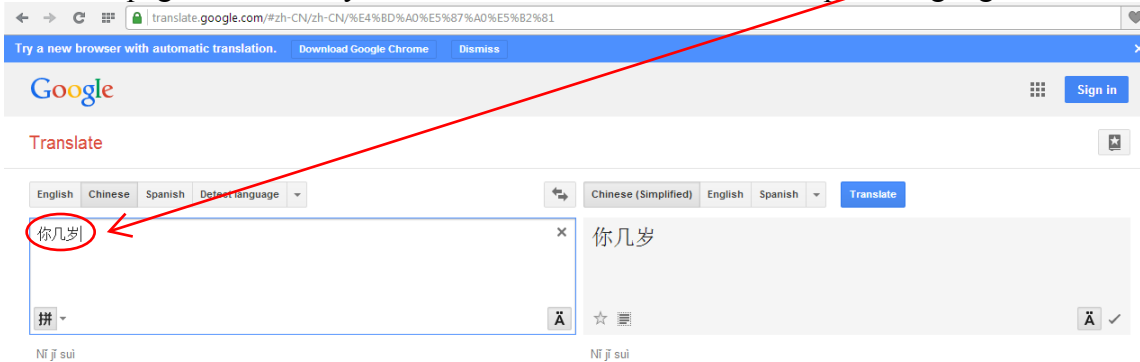 translate.google.com/#zh-CN/zh-CN/%E4%BD%A0%E5%87%A0%E5%B2%81
Try a new browser with automatic translation. Download Google Chrome Dismiss
Google Sign in
Translate
English Chinese Spanish Detect language Chinese (Simplified) English Spanish Translate
你几岁 × 你几岁
拼 Ä Ä
Nǐ jǐ suì Nǐ jǐ suì